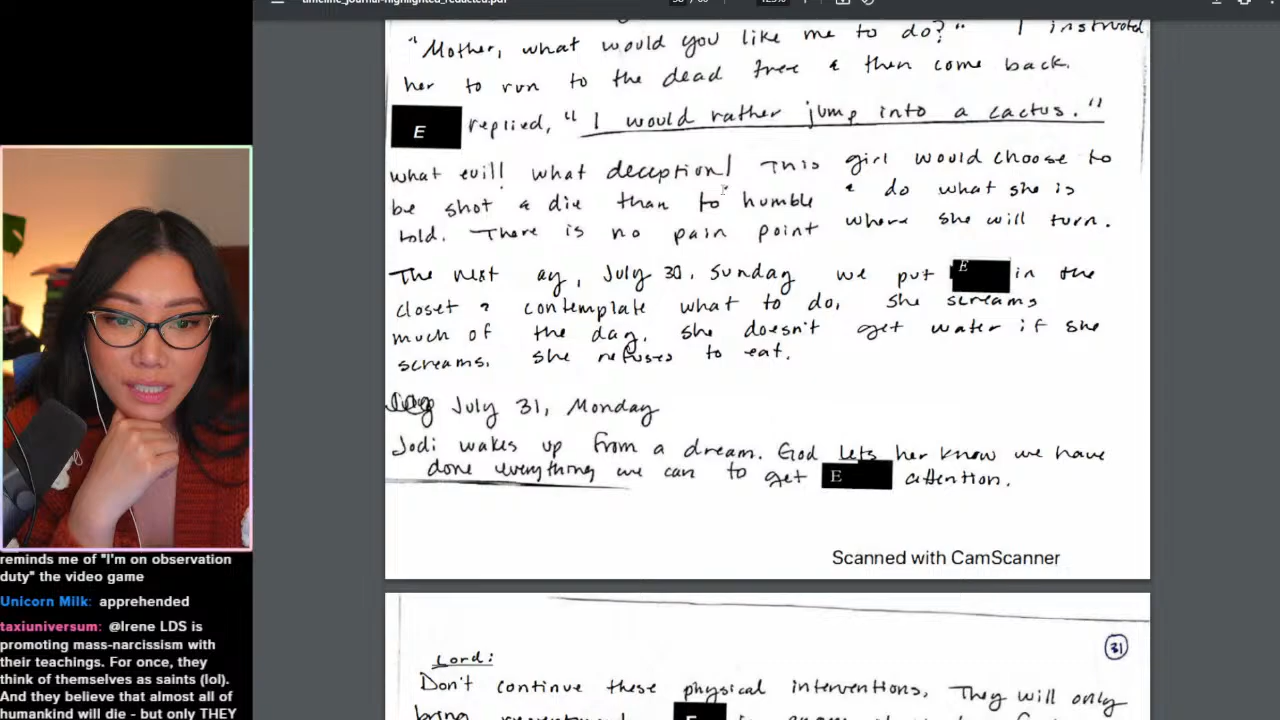 timeline_journal-highlighted_redacted.pdf
"Mother, what would you like me to do?" I instructed
her to run to the dead tree & then come back.
E replied, "I would rather jump into a cactus."
What evil! what deception! This girl would choose to
be shot & die than to humble & do what she is
told. There is no pain point where she will turn.
The next ay, July 30, Sunday we put E in the
closet & contemplate what to do, she screams
much of the day. she doesn't get water if she
screams. she refuses to eat.
July 31, Monday
Jodi wakes up from a dream. God lets her know we have
done everything we can to get E attention.
Scanned with CamScanner
31
Lord:
Don't continue these physical interventions. They will only
bring
reminds me of "I'm on observation
duty" the video game
Unicorn Milk: apprehended
taxiuniversum: @Irene LDS is
promoting mass-narcissism with
their teachings. For once, they
think of themselves as saints (lol).
And they believe that almost all of
humankind will die - but only THEY